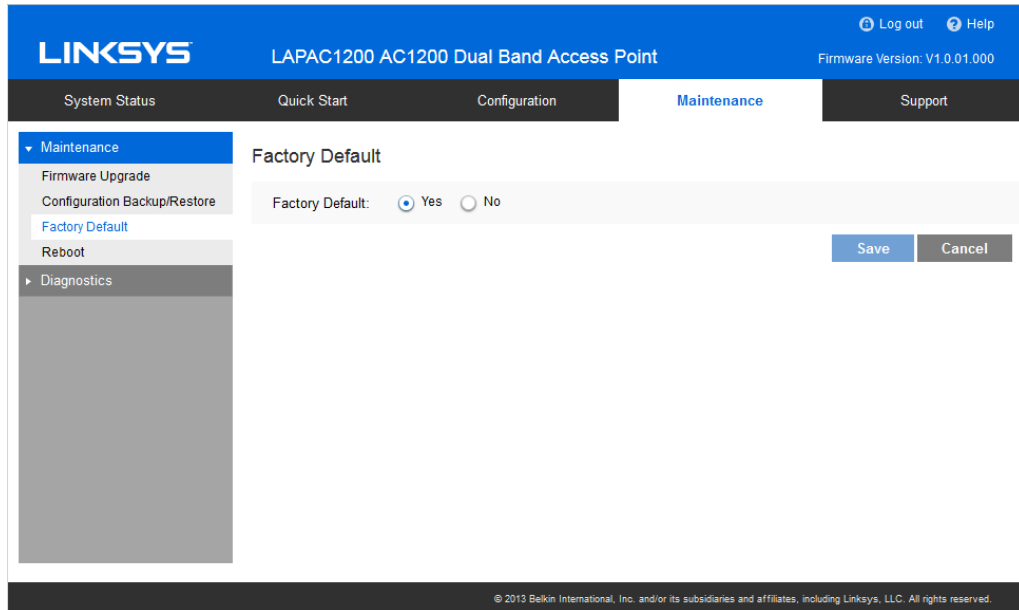 Log out Help
LINKSYS LAPAC1200 AC1200 Dual Band Access Point Firmware Version: V1.0.01.000
System Status Quick Start Configuration Maintenance Support
Maintenance
Firmware Upgrade
Configuration Backup/Restore
Factory Default
Reboot
Diagnostics
Factory Default
Factory Default: Yes No
Save Cancel
© 2013 Belkin International, Inc. and/or its subsidiaries and affiliates, including Linksys, LLC. All rights reserved.